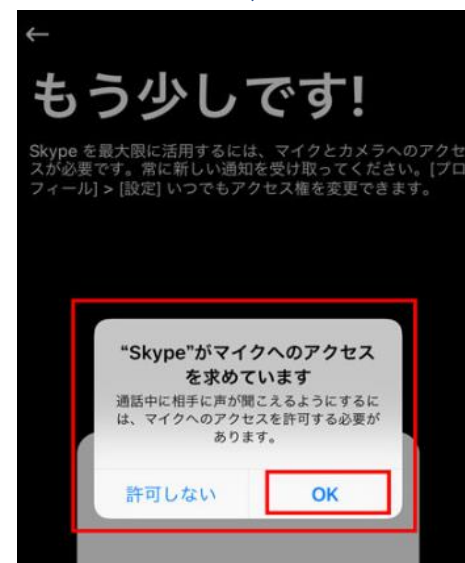 ←
もう少しです!
Skype を最大限に活用するには、マイクとカメラへのアクセ
スが必要です。常に新しい通知を受け取ってください。[プロ
フィール] > [設定] いつでもアクセス権を変更できます。
“Skype”がマイクへのアクセス
を求めています
通話中に相手に声が聞こえるようにするに
は、マイクへのアクセスを許可する必要が
あります。
許可しない
OK